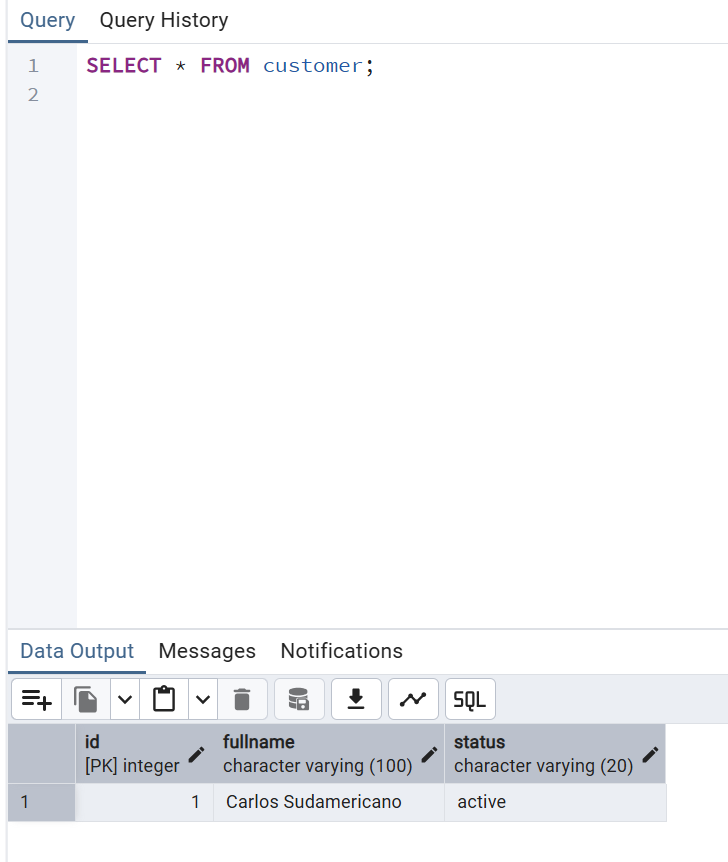 Query Query History
1 SELECT * FROM customer;
2
Data Output Messages Notifications
SQL
id fullname status
[PK] integer character varying (100) character varying (20)
1 1 Carlos Sudamericano active